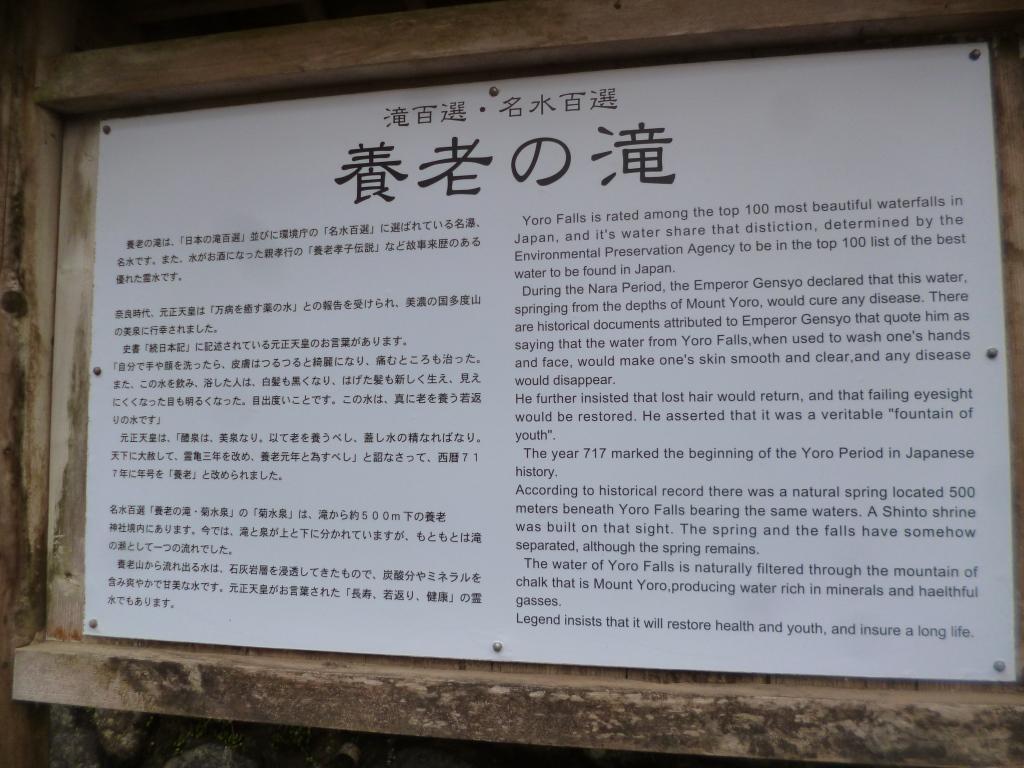 滝百選・名水百選
養老の滝
養老の滝は、「日本の滝百選」並びに環境庁の「名水百選」に選ばれている名瀑、
名水です。また、水がお酒になった親孝行の「養老孝子伝説」など故事来歴のある
優れた霊水です。
奈良時代、元正天皇は「万病を癒す薬の水」との報告を受けられ、美濃の国多度山
の美泉に行幸されました。
史書「続日本記」に記述されている元正天皇のお言葉があります。
「自分で手や顔を洗ったら、皮膚はつるつると綺麗になり、痛むところも治った。
また、この水を飲み、浴した人は、白髪も黒くなり、はげた髪も新しく生え、見え
にくくなった目も明るくなった。目出度いことです。この水は、真に老を養う若返
りの水です」
元正天皇は、「醴泉は、美泉なり。以て老を養うべし、蓋し水の精なればなり。
天下に大赦して、霊亀三年を改め、養老元年と為すべし」と詔なさって、西暦７１
７年に年号を「養老」と改められました。
名水百選「養老の滝・菊水泉」の「菊水泉」は、滝から約５００ｍ下の養老
神社境内にあります。今では、滝と泉が上と下に分かれていますが、もともとは滝
の瀬として一つの流れでした。
養老山から流れ出る水は、石灰岩層を浸透してきたもので、炭酸分やミネラルを
含み爽やかで甘美な水です。元正天皇がお言葉された「長寿、若返り、健康」の霊
水でもあります。
Yoro Falls is rated among the top 100 most beautiful waterfalls in
Japan, and it's water share that distiction, determined by the
Environmental Preservation Agency to be in the top 100 list of the best
water to be found in Japan.
During the Nara Period, the Emperor Gensyo declared that this water,
springing from the depths of Mount Yoro, would cure any disease. There
are historical documents attributed to Emperor Gensyo that quote him as
saying that the water from Yoro Falls,when used to wash one's hands
and face, would make one's skin smooth and clear,and any disease
would disappear.
He further insisted that lost hair would return, and that failing eyesight
would be restored. He asserted that it was a veritable "fountain of
youth".
The year 717 marked the beginning of the Yoro Period in Japanese
history.
According to historical record there was a natural spring located 500
meters beneath Yoro Falls bearing the same waters. A Shinto shrine
was built on that sight. The spring and the falls have somehow
separated, although the spring remains.
The water of Yoro Falls is naturally filtered through the mountain of
chalk that is Mount Yoro,producing water rich in minerals and haelthful
gasses.
Legend insists that it will restore health and youth, and insure a long life.